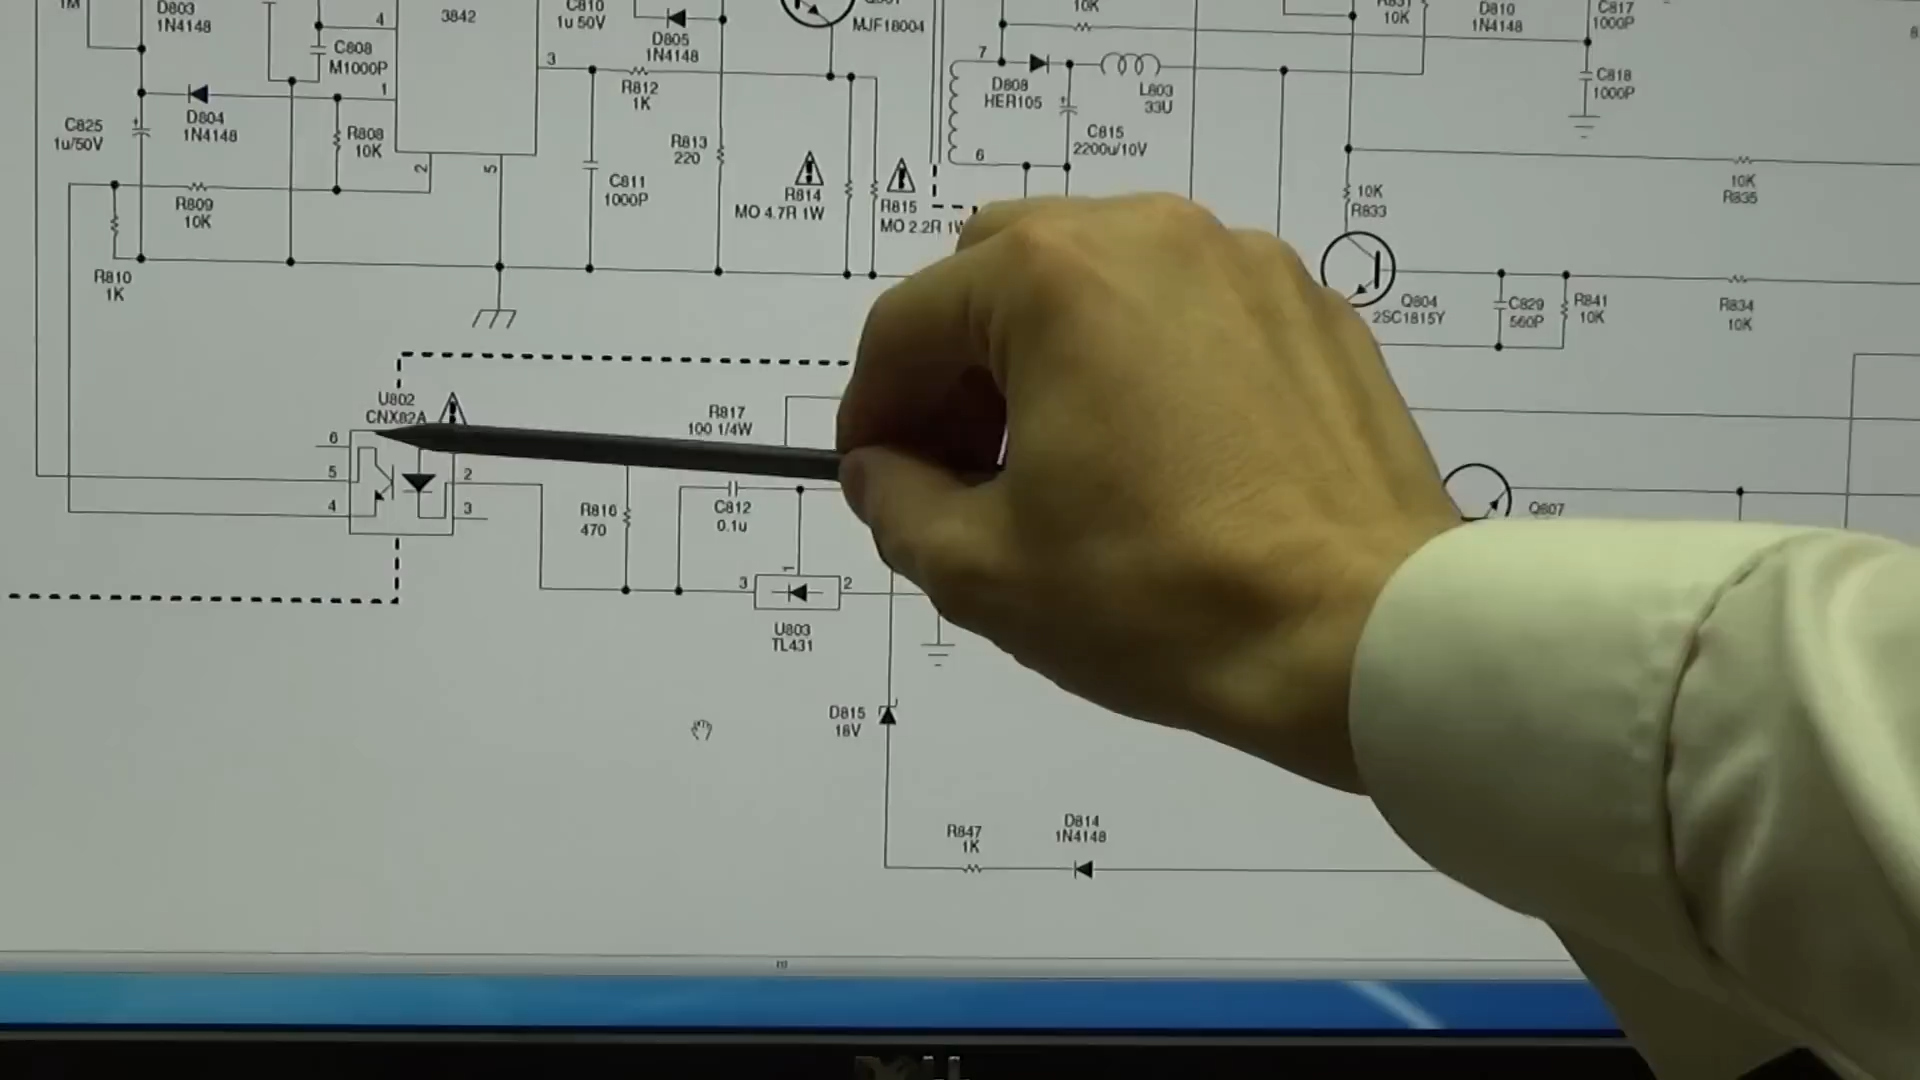 1M
D803
1N4148
4
C808
M1000P
3842
C810
1u 50V
D805
1N4148
MJF18004
10K
10K
D810
1N4148
C817
1000P
C818
1000P
3
R812
1K
7
D808
HER105
L803
33U
C815
2200u/10V
6
1
D804
1N4148
C825
1u/50V
R808
10K
2
5
R813
220
C811
1000P
R814
MO 4.7R 1W
R815
MO 2.2R 1W
R809
10K
R810
1K
10K
R833
10K
R835
Q804
2SC1815Y
C829
560P
R841
10K
R834
10K
U802
CNX82A
6
5
4
2
3
R817
100 1/4W
R816
470
C812
0.1u
1
3
2
U803
TL431
Q807
D815
18V
R847
1K
D814
1N4148